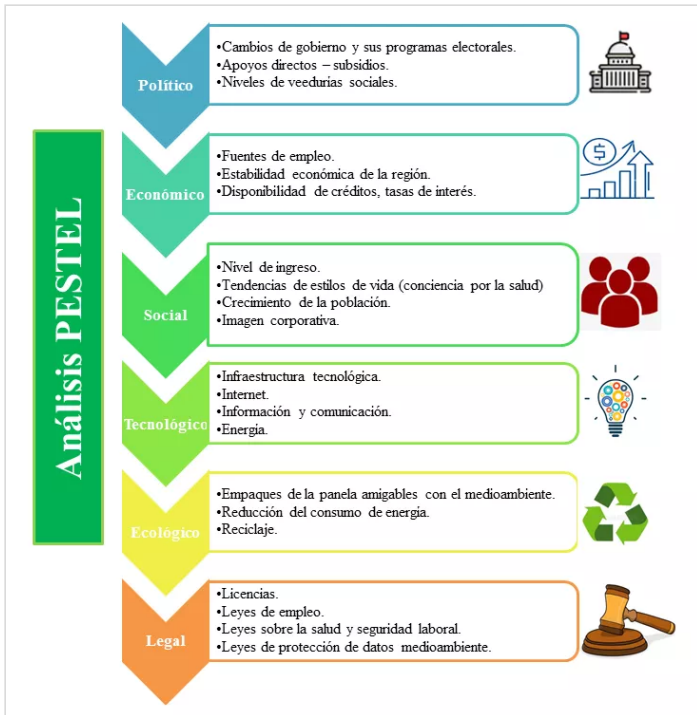 Análisis PESTEL
Político
•Cambios de gobierno y sus programas electorales.
•Apoyos directos – subsidios.
•Niveles de veedurías sociales.
Económico
•Fuentes de empleo.
•Estabilidad económica de la región.
•Disponibilidad de créditos, tasas de interés.
Social
•Nivel de ingreso.
•Tendencias de estilos de vida (conciencia por la salud)
•Crecimiento de la población.
•Imagen corporativa.
Tecnológico
•Infraestructura tecnológica.
•Internet.
•Información y comunicación.
•Energía.
Ecológico
•Empaques de la panela amigables con el medioambiente.
•Reducción del consumo de energía.
•Reciclaje.
Legal
•Licencias.
•Leyes de empleo.
•Leyes sobre la salud y seguridad laboral.
•Leyes de protección de datos medioambiente.
$